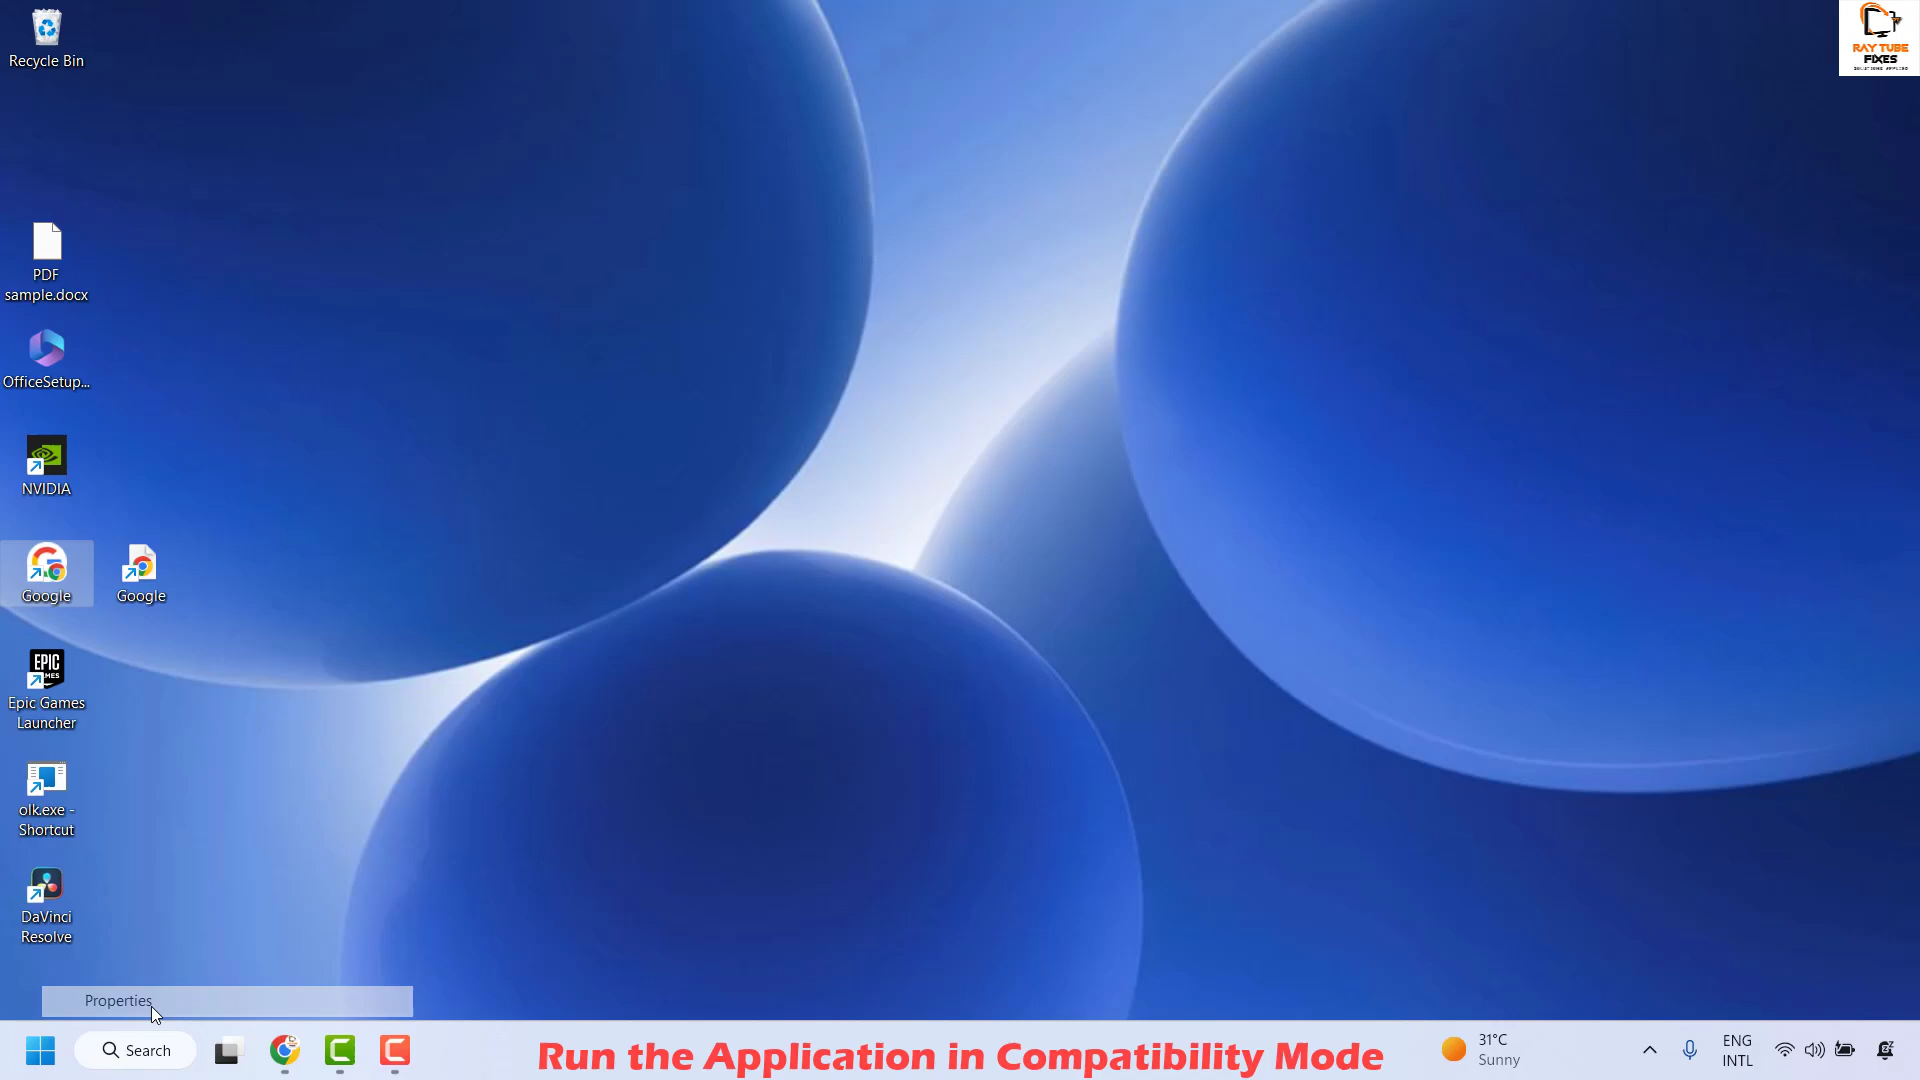 Recycle Bin
RAY TUBE
FIXES
PDF
sample.docx
OfficeSetup...
NVIDIA
Google
Google
EPIC
Epic Games
Launcher
olk.exe -
Shortcut
DaVinci
Resolve
Properties
Search
Run the Application in Compatibility Mode
31°C
Sunny
ENG
INTL